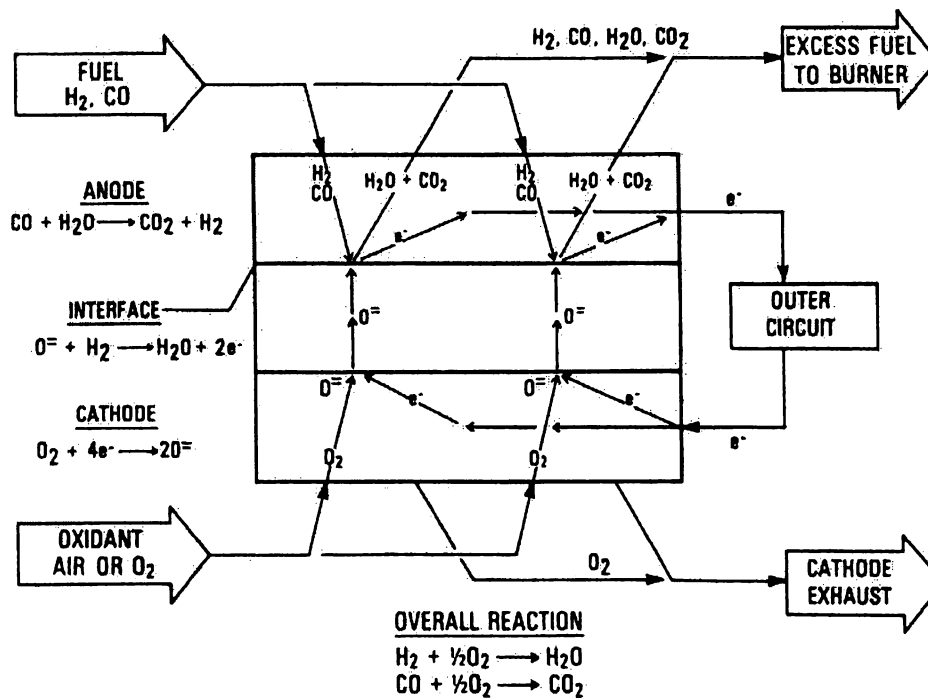 H₂, CO, H₂O, CO₂
FUEL
H₂, CO
EXCESS FUEL
TO BURNER
H₂
CO
H₂O + CO₂
H₂
CO
H₂O + CO₂
ANODE
CO + H₂O → CO₂ + H₂
e⁻
e⁻
e⁻
INTERFACE
O⁼ + H₂ → H₂O + 2e⁻
O⁼
O⁼
OUTER
CIRCUIT
O⁼
O⁼
e⁻
e⁻
e⁻
CATHODE
O₂ + 4e⁻ → 2O⁼
O₂
O₂
OXIDANT
AIR OR O₂
O₂
CATHODE
EXHAUST
OVERALL REACTION
H₂ + ½O₂ → H₂O
CO + ½O₂ → CO₂